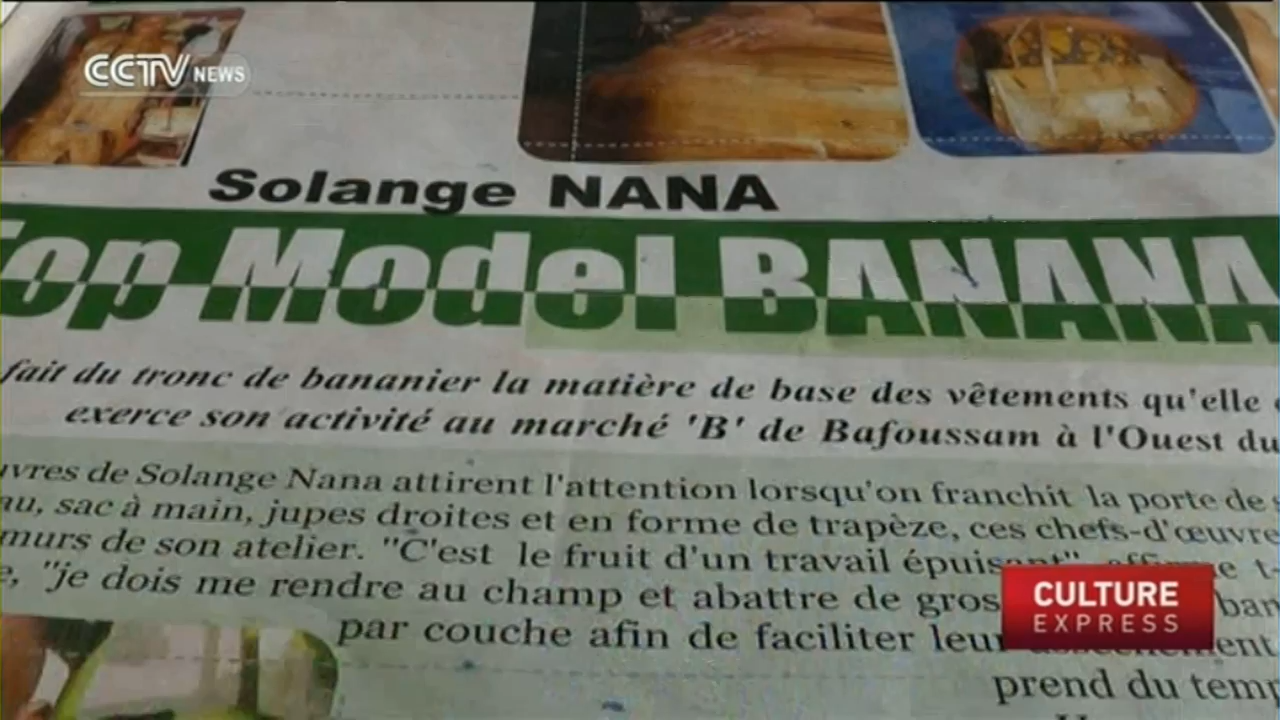 CCTV NEWS
Solange NANA
Top Model BANANA
fait du tronc de bananier la matière de base des vêtements qu'elle
exerce son activité au marché 'B' de Bafoussam à l'Ouest du
de Solange Nana attirent l'attention lorsqu'on franchit la porte de
sac à main, jupes droites et en forme de trapèze, ces chefs-d'œuvre
murs de son atelier. "C'est le fruit d'un travail épuisant"
"je dois me rendre au champ et abattre de gros
par couche afin de faciliter leur
prend du temp
CULTURE
EXPRESS